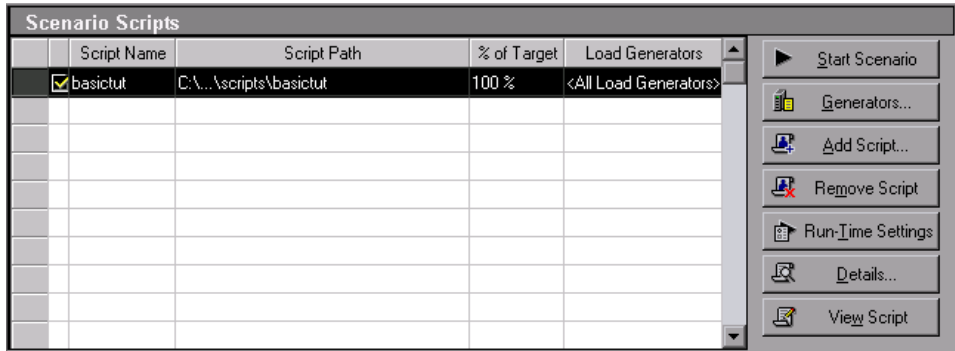 Scenario Scripts
Script Name Script Path % of Target Load Generators
basictut C:\...\scripts\basictut 100 % <All Load Generators>
Start Scenario
Generators...
Add Script...
Remove Script
Run-Time Settings
Details...
View Script